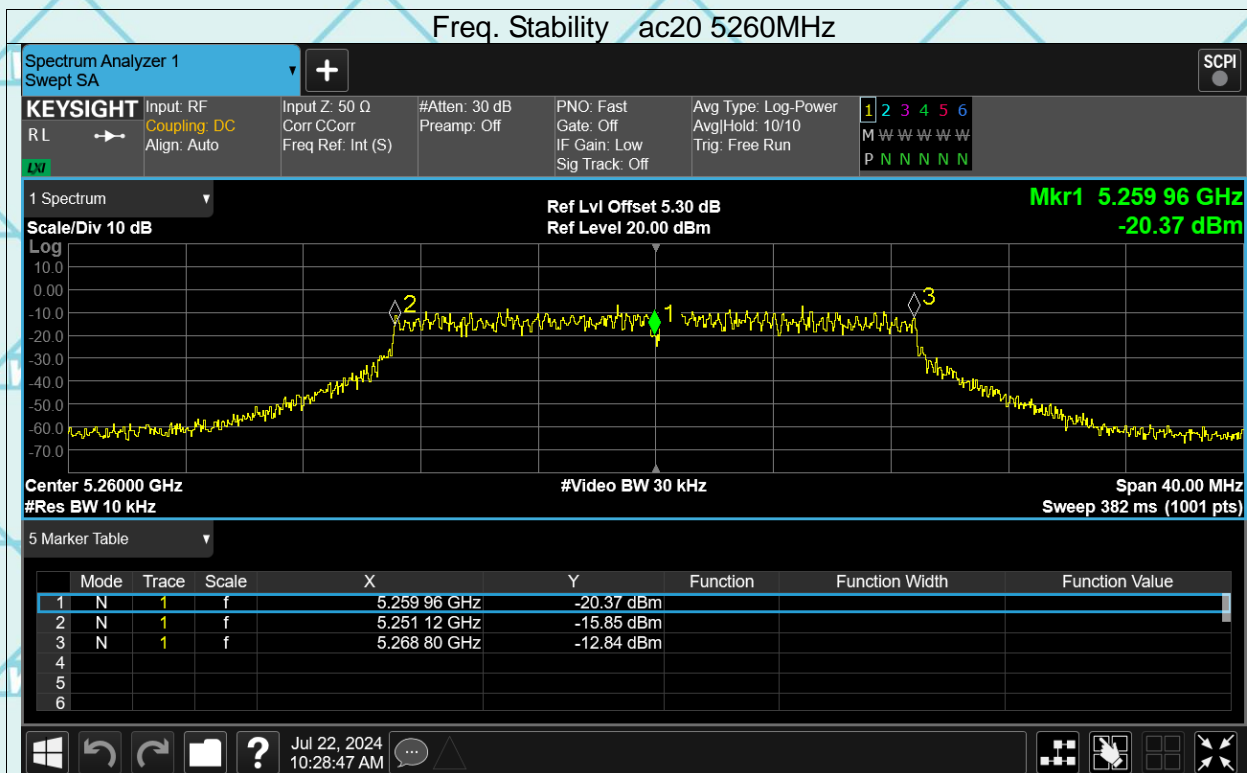 Freq. Stability ac20 5260MHz
Spectrum Analyzer 1
Swept SA
SCPI
KEYSIGHT
R L
LXI
Input: RF
Coupling: DC
Align: Auto
Input Z: 50 Ω
Corr CCorr
Freq Ref: Int (S)
#Atten: 30 dB
Preamp: Off
PNO: Fast
Gate: Off
IF Gain: Low
Sig Track: Off
Avg Type: Log-Power
Avg|Hold: 10/10
Trig: Free Run
1 2 3 4 5 6
M W W W W W
P N N N N N
1 Spectrum
Scale/Div 10 dB
Ref Lvl Offset 5.30 dB
Ref Level 20.00 dBm
Mkr1 5.259 96 GHz
-20.37 dBm
Log
10.0
0.00
-10.0
-20.0
-30.0
-40.0
-50.0
-60.0
-70.0
2
1
3
Center 5.26000 GHz
#Res BW 10 kHz
#Video BW 30 kHz
Span 40.00 MHz
Sweep 382 ms (1001 pts)
5 Marker Table
Mode Trace Scale X Y Function Function Width Function Value
1 N 1 f 5.259 96 GHz -20.37 dBm
2 N 1 f 5.251 12 GHz -15.85 dBm
3 N 1 f 5.268 80 GHz -12.84 dBm
4
5
6
?
Jul 22, 2024
10:28:47 AM